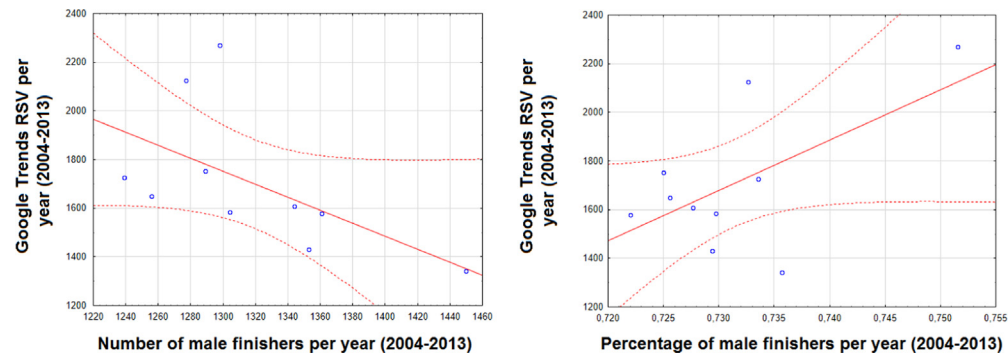 2400
2200
2000
1800
1600
1400
1200
1220 1240 1260 1280 1300 1320 1340 1360 1380 1400 1420 1440 1460
Google Trends RSV per
year (2004-2013)
Number of male finishers per year (2004-2013)
2400
2200
2000
1800
1600
1400
1200
0,720 0,725 0,730 0,735 0,740 0,745 0,750 0,755
Google Trends RSV per
year (2004-2013)
Percentage of male finishers per year (2004-2013)